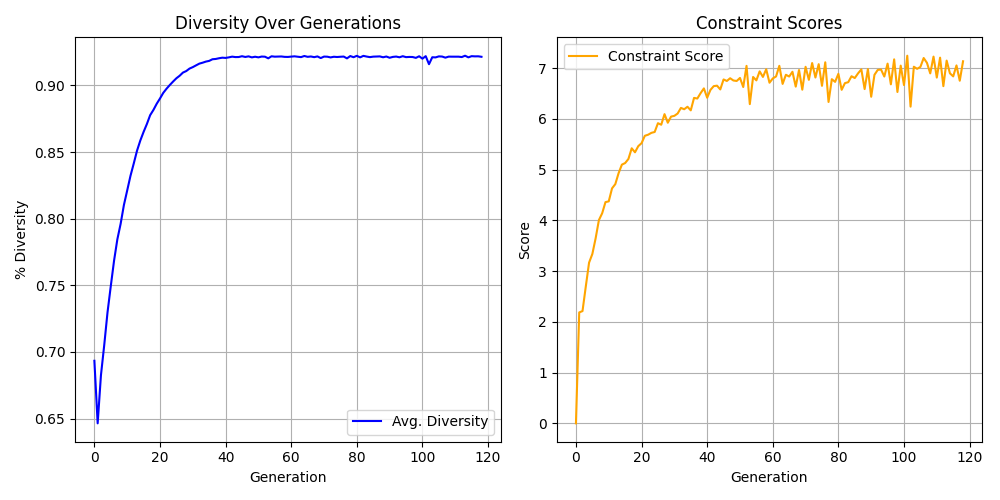 Diversity Over Generations
% Diversity
0.90
0.85
0.80
0.75
0.70
0.65
Avg. Diversity
0 20 40 60 80 100 120
Generation
Constraint Scores
Score
Constraint Score
7
6
5
4
3
2
1
0
0 20 40 60 80 100 120
Generation